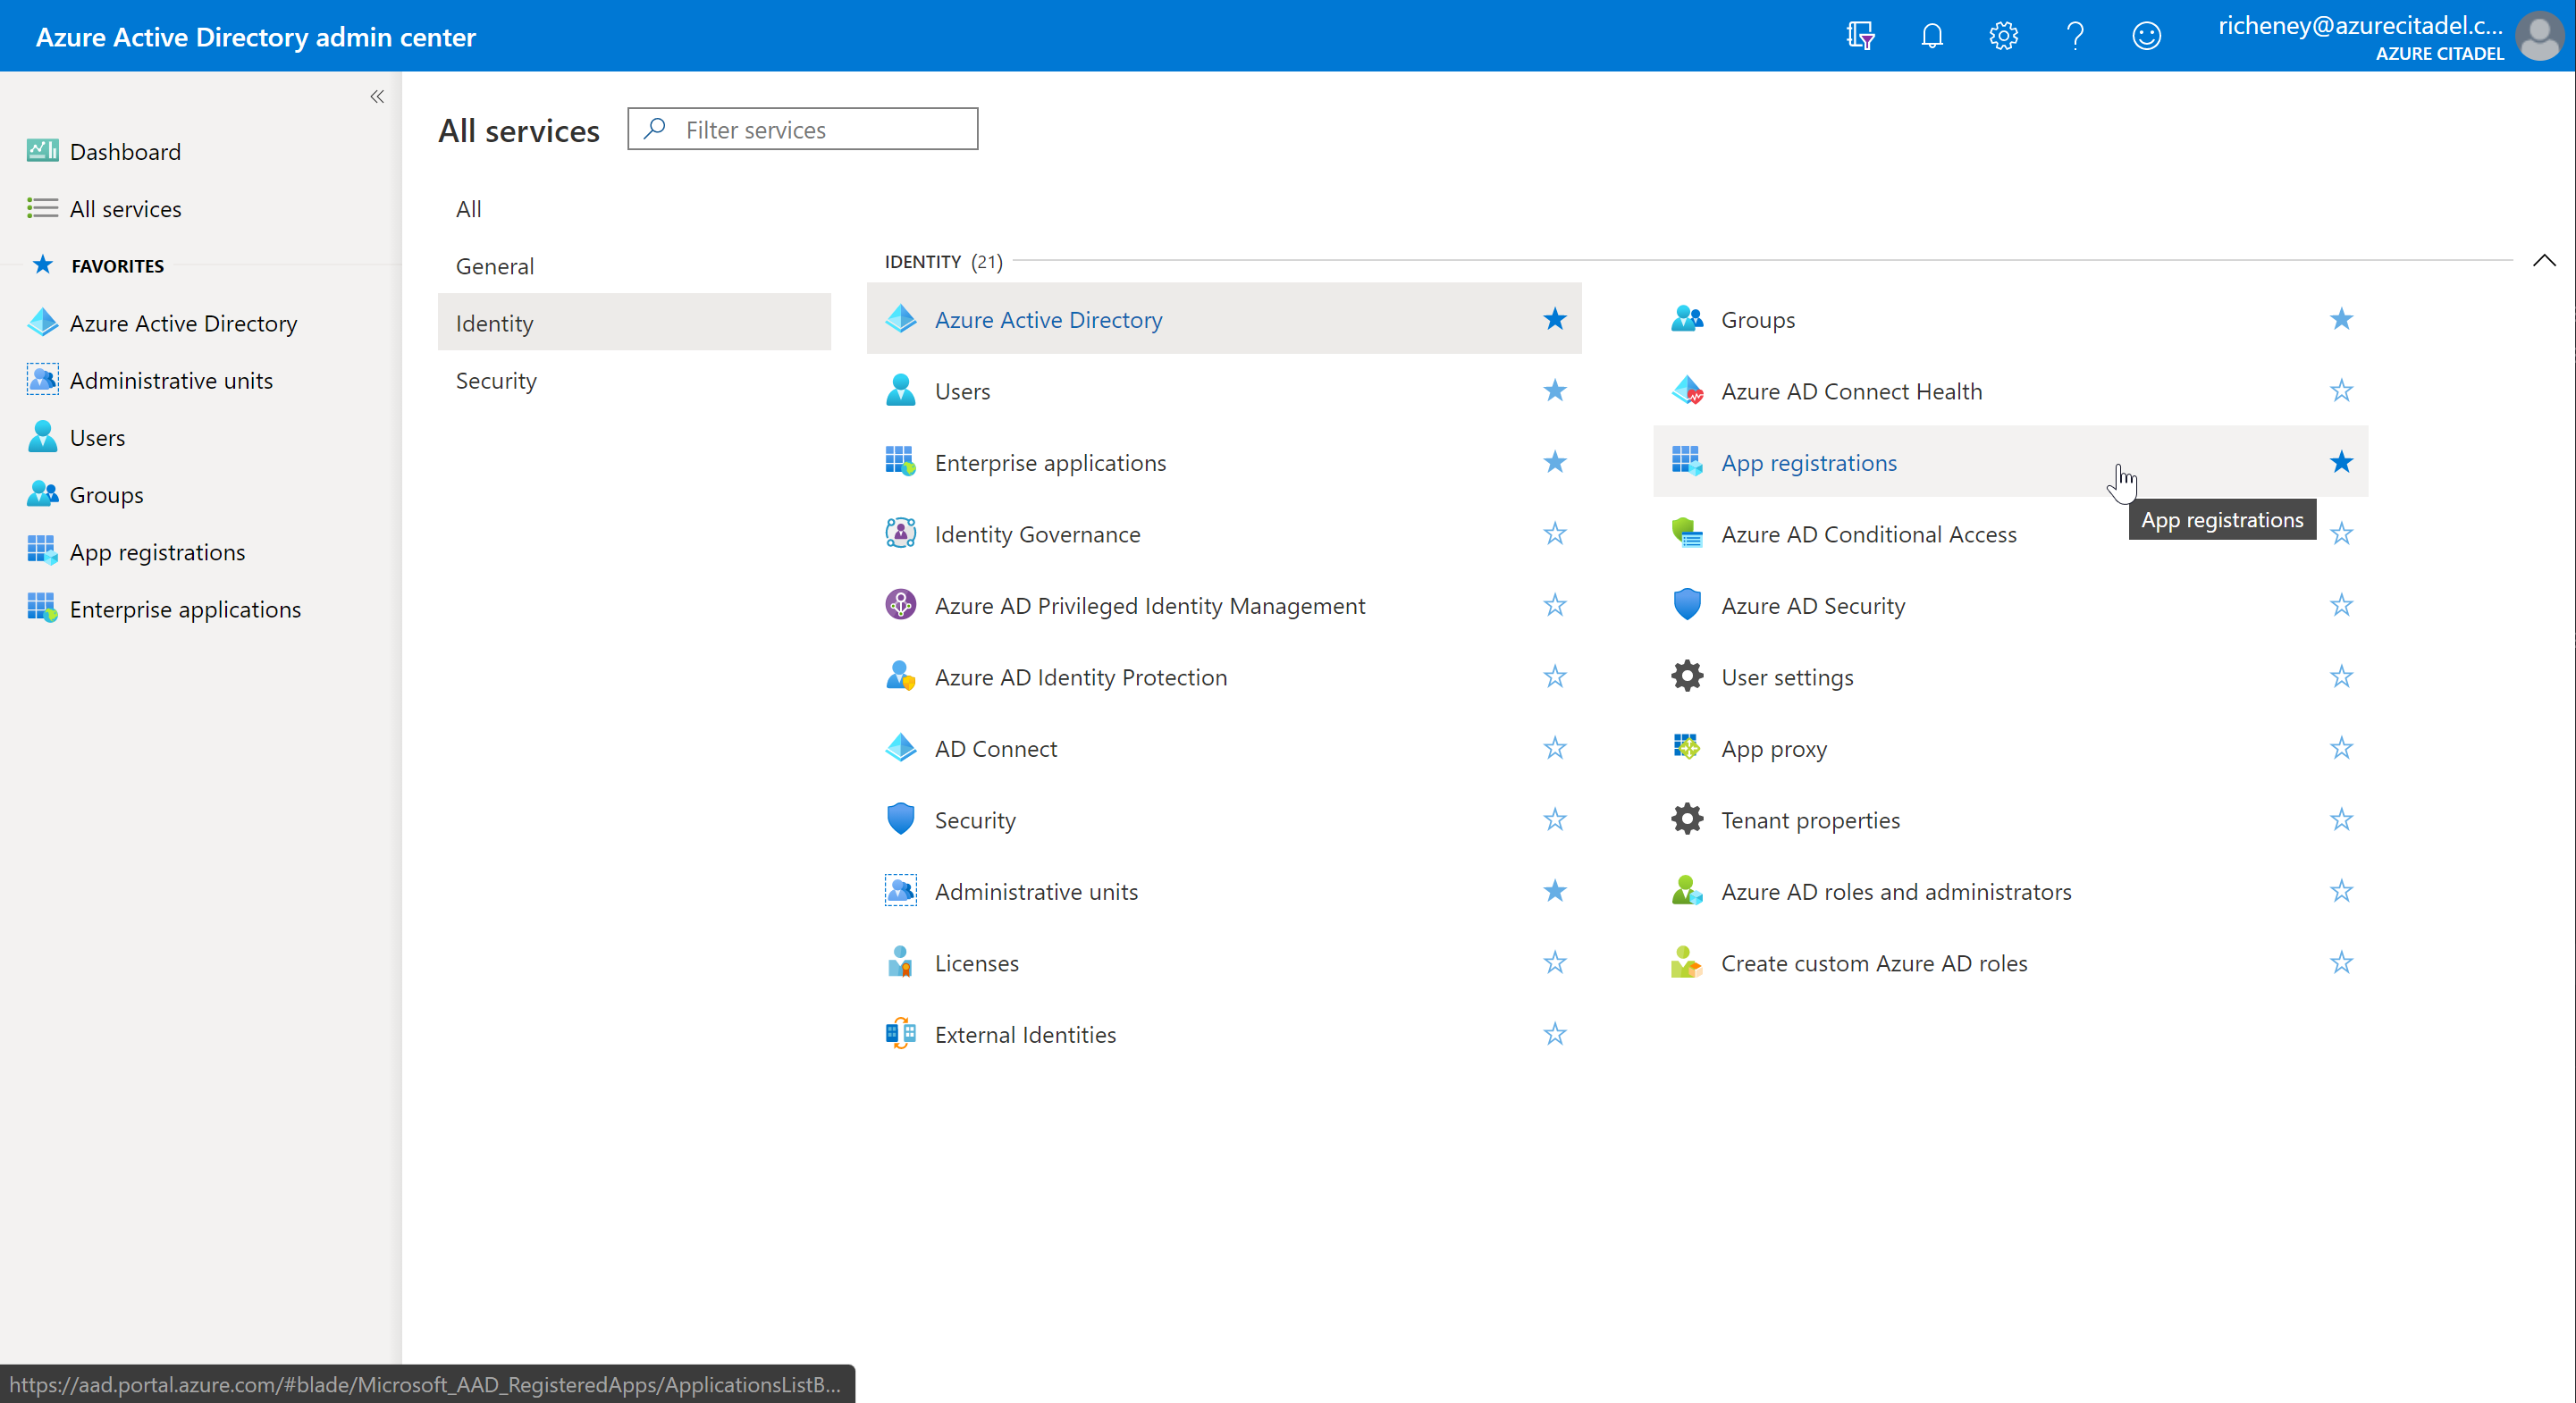 Azure Active Directory admin center
richeney@azurecitadel.c...
AZURE CITADEL
Dashboard
All services
FAVORITES
Azure Active Directory
Administrative units
Users
Groups
App registrations
Enterprise applications
All services
Filter services
All
General
Identity
Security
IDENTITY (21)
Azure Active Directory
Users
Enterprise applications
Identity Governance
Azure AD Privileged Identity Management
Azure AD Identity Protection
AD Connect
Security
Administrative units
Licenses
External Identities
Groups
Azure AD Connect Health
App registrations
App registrations
Azure AD Conditional Access
Azure AD Security
User settings
App proxy
Tenant properties
Azure AD roles and administrators
Create custom Azure AD roles
https://aad.portal.azure.com/#blade/Microsoft_AAD_RegisteredApps/ApplicationsListB...